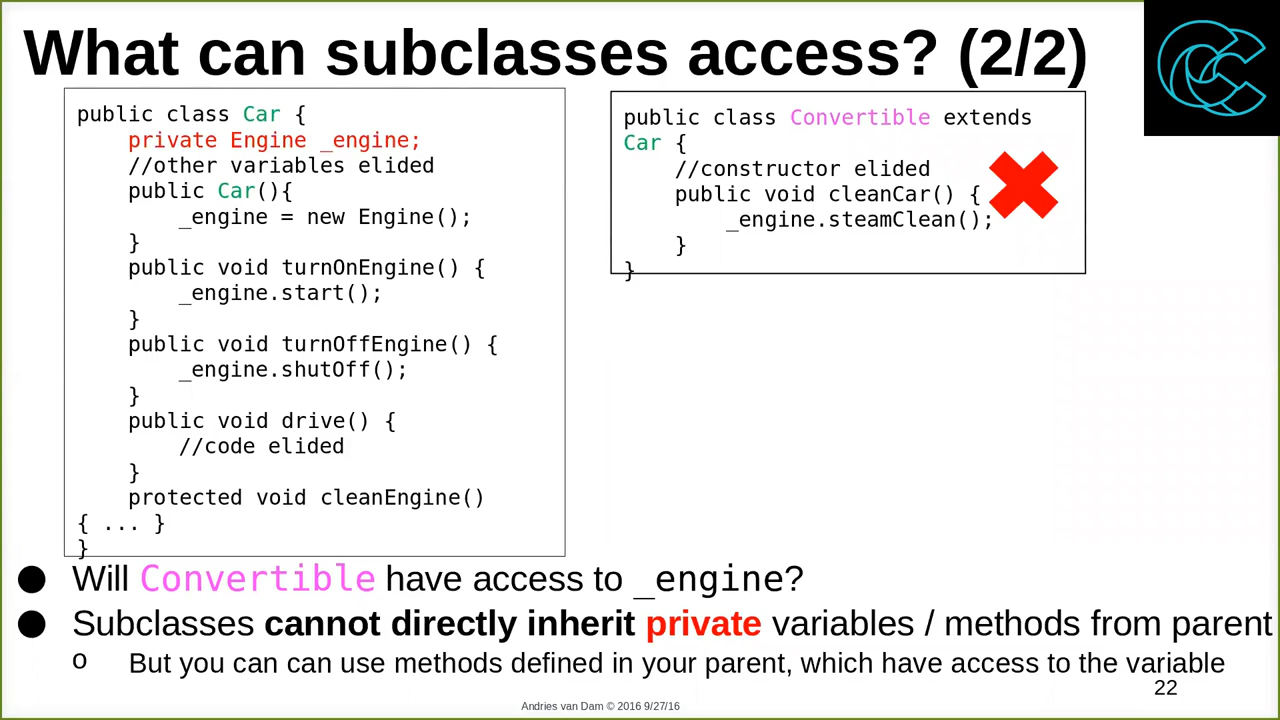 What can subclasses access? (2/2)
public class Car {
private Engine _engine;
//other variables elided
public Car(){
_engine = new Engine();
}
public void turnOnEngine() {
_engine.start();
}
public void turnOffEngine() {
_engine.shutOff();
}
public void drive() {
//code elided
}
protected void cleanEngine()
{ ... }
}
public class Convertible extends
Car {
//constructor elided
public void cleanCar() {
_engine.steamClean();
}
}
● Will Convertible have access to _engine?
● Subclasses cannot directly inherit private variables / methods from parent
o But you can can use methods defined in your parent, which have access to the variable
22
Andries van Dam © 2016 9/27/16